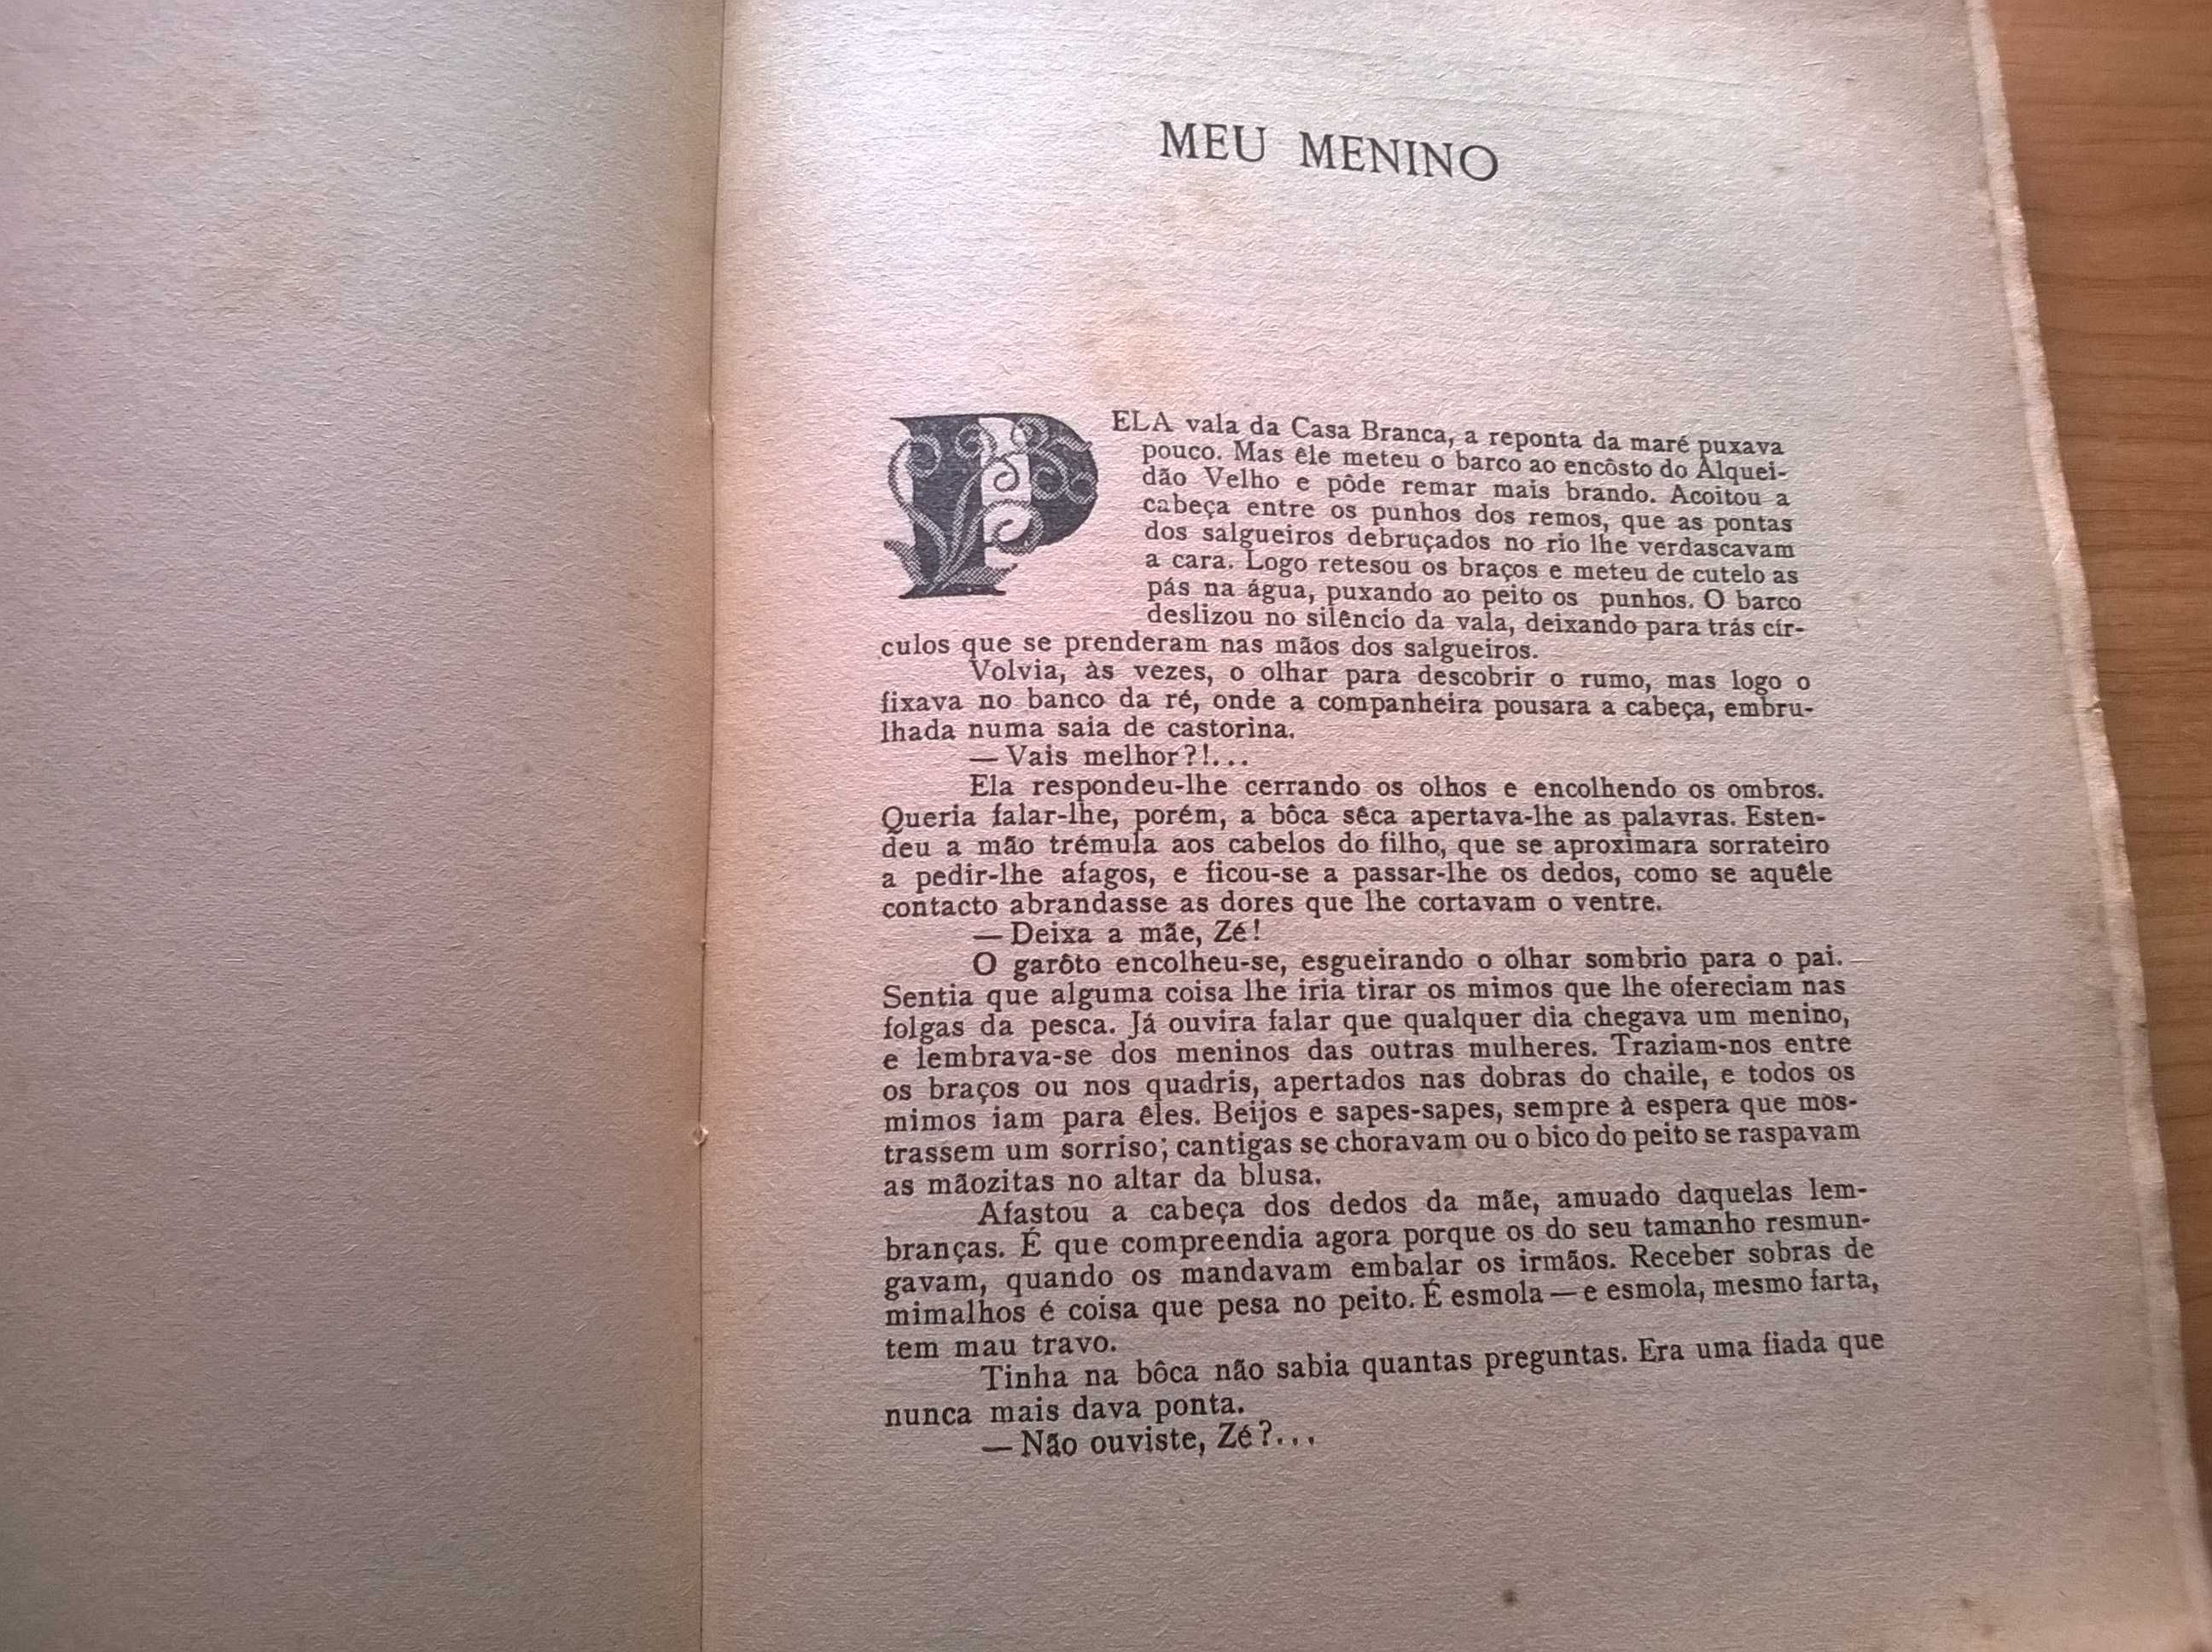 MEU MENINO
PELA vala da Casa Branca, a reponta da maré puxava
pouco. Mas êle meteu o barco ao encôsto do Alquei-
dão Velho e pôde remar mais brando. Acoitou a
cabeça entre os punhos dos remos, que as pontas
dos salgueiros debruçados no rio lhe verdascavam
a cara. Logo retesou os braços e meteu de cutelo as
pás na água, puxando ao peito os punhos. O barco
deslizou no silêncio da vala, deixando para trás cír-
culos que se prenderam nas mãos dos salgueiros.
Volvia, às vezes, o olhar para descobrir o rumo, mas logo o
fixava no banco da ré, onde a companheira pousara a cabeça, embru-
lhada numa saia de castorina.
— Vais melhor?!...
Ela respondeu-lhe cerrando os olhos e encolhendo os ombros.
Queria falar-lhe, porém, a bôca sêca apertava-lhe as palavras. Esten-
deu a mão trémula aos cabelos do filho, que se aproximara sorrateiro
a pedir-lhe afagos, e ficou-se a passar-lhe os dedos, como se aquêle
contacto abrandasse as dores que lhe cortavam o ventre.
— Deixa a mãe, Zé!
O garôto encolheu-se, esgueirando o olhar sombrio para o pai.
Sentia que alguma coisa lhe iria tirar os mimos que lhe ofereciam nas
folgas da pesca. Já ouvira falar que qualquer dia chegava um menino,
e lembrava-se dos meninos das outras mulheres. Traziam-nos entre
os braços ou nos quadris, apertados nas dobras do chaile, e todos os
mimos iam para êles. Beijos e sapes-sapes, sempre à espera que mos-
trassem um sorriso; cantigas se choravam ou o bico do peito se raspavam
as mãozitas no altar da blusa.
Afastou a cabeça dos dedos da mãe, amuado daquelas lem-
branças. É que compreendia agora porque os do seu tamanho resmun-
gavam, quando os mandavam embalar os irmãos. Receber sobras de
mimalhos é coisa que pesa no peito. É esmola — e esmola, mesmo farta,
tem mau travo.
Tinha na bôca não sabia quantas preguntas. Era uma fiada que
nunca mais dava ponta.
— Não ouviste, Zé?...